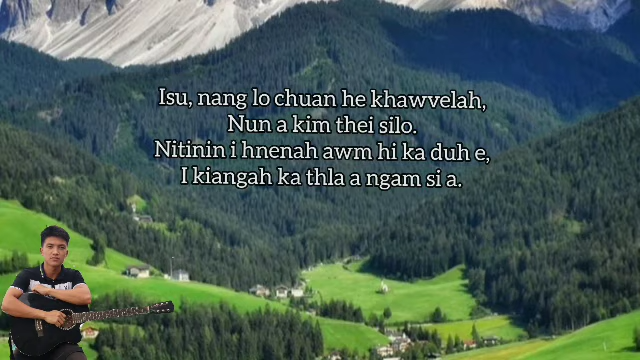 Isu, nang lo chuan he khawvelah,
Nun a kim thei silo.
Nitinin i hnenah awm hi ka duh e,
I kiangah ka thla a ngam si a.